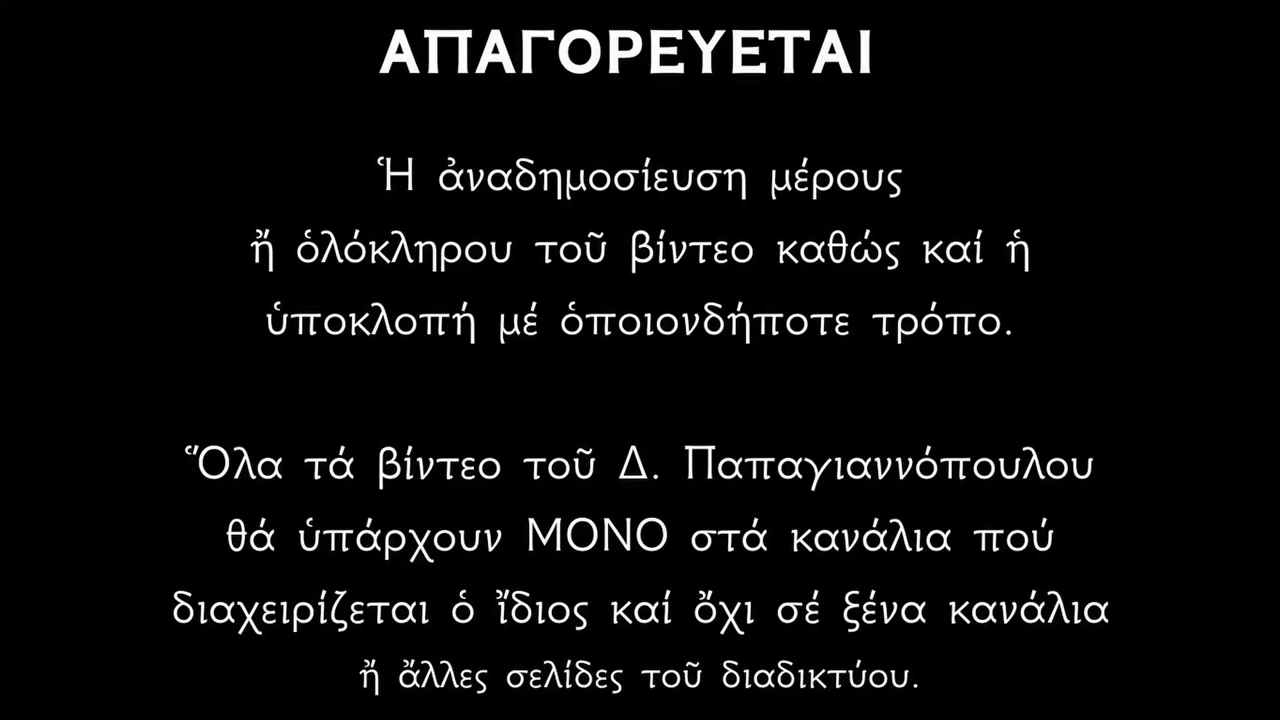 ΑΠΑΓΟΡΕΥΕΤΑΙ
Ἡ ἀναδημοσίευση μέρους
ἤ ὁλόκληρου τοῦ βίντεο καθώς καί ἡ
ὑποκλοπή μέ ὁποιονδήποτε τρόπο.
Ὅλα τά βίντεο τοῦ Δ. Παπαγιαννόπουλου
θά ὑπάρχουν ΜΟΝΟ στά κανάλια πού
διαχειρίζεται ὁ ἴδιος καί ὄχι σέ ξένα κανάλια
ἤ ἄλλες σελίδες τοῦ διαδικτύου.